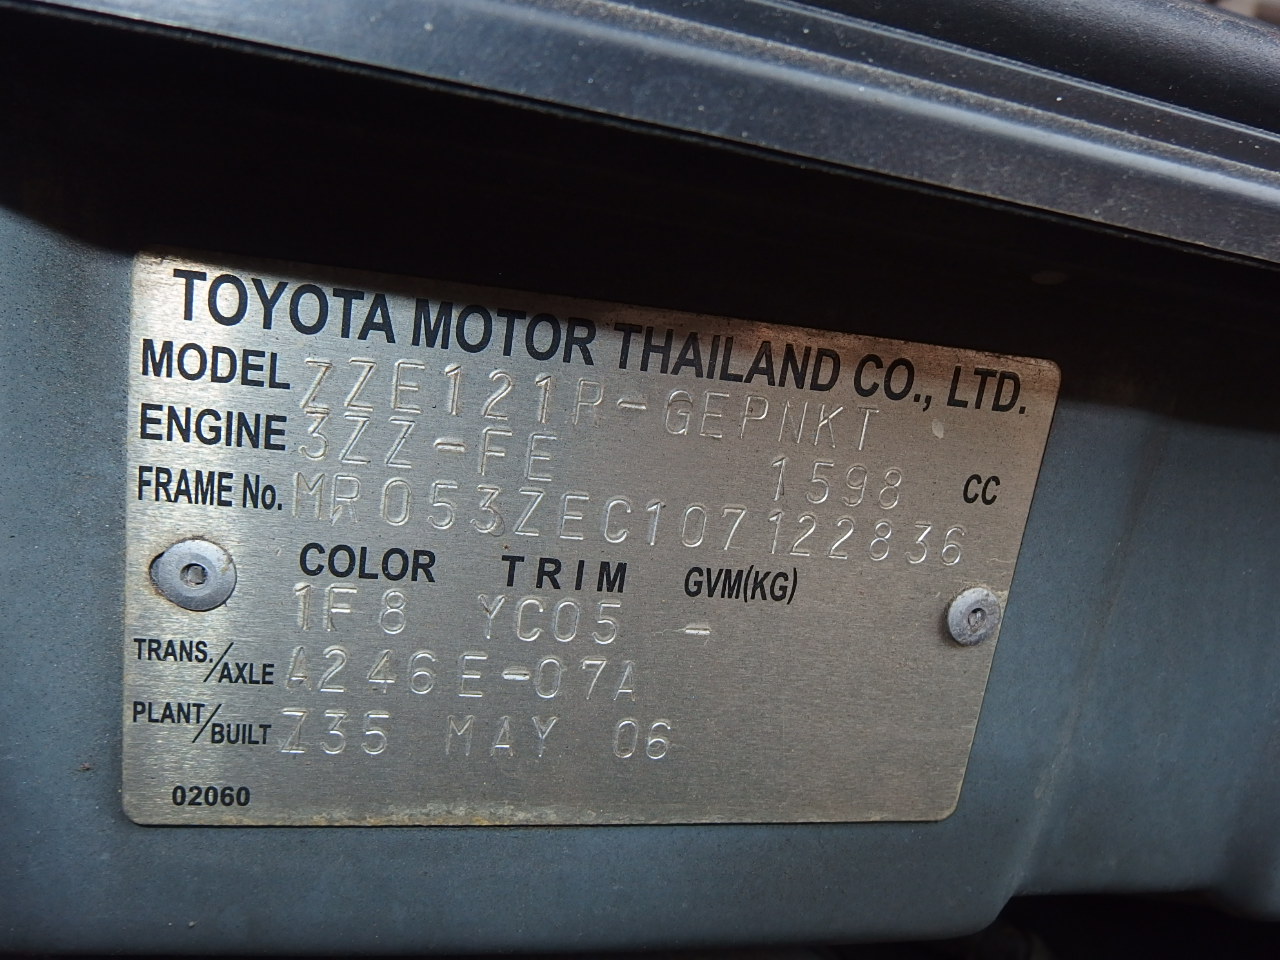 TOYOTA MOTOR THAILAND CO., LTD.
MODEL ZZE121R-GEPNKT
ENGINE 3ZZ-FE 1598 CC
FRAME No. MR053ZEC107122836
COLOR TRIM GVM(KG)
1F8 YC05 -
TRANS./AXLE A246E-07A
PLANT/BUILT Z35 MAY 06
02060